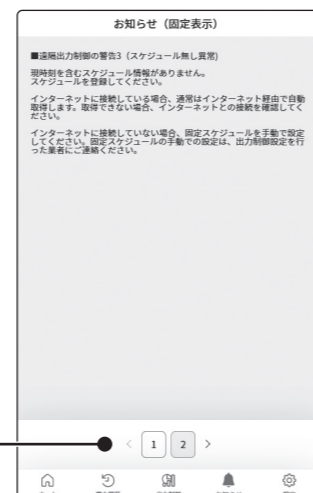 お知らせ（固定表示）
■遠隔出力制御の警告3（スケジュール無し異常)
現時刻を含むスケジュール情報がありません。
スケジュールを登録してください。
インターネットに接続している場合、通常はインターネット経由で自動
取得します。取得できない場合、インターネットとの接続を確認してく
ださい。
インターネットに接続していない場合、固定スケジュールを手動で設定
してください。固定スケジュールの手動での設定は、出力制御設定を行
った業者にご連絡ください。
< 1 2 >